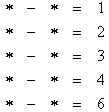 * – * = 1
* – * = 2
* – * = 3
* – * = 4
* – * = 6